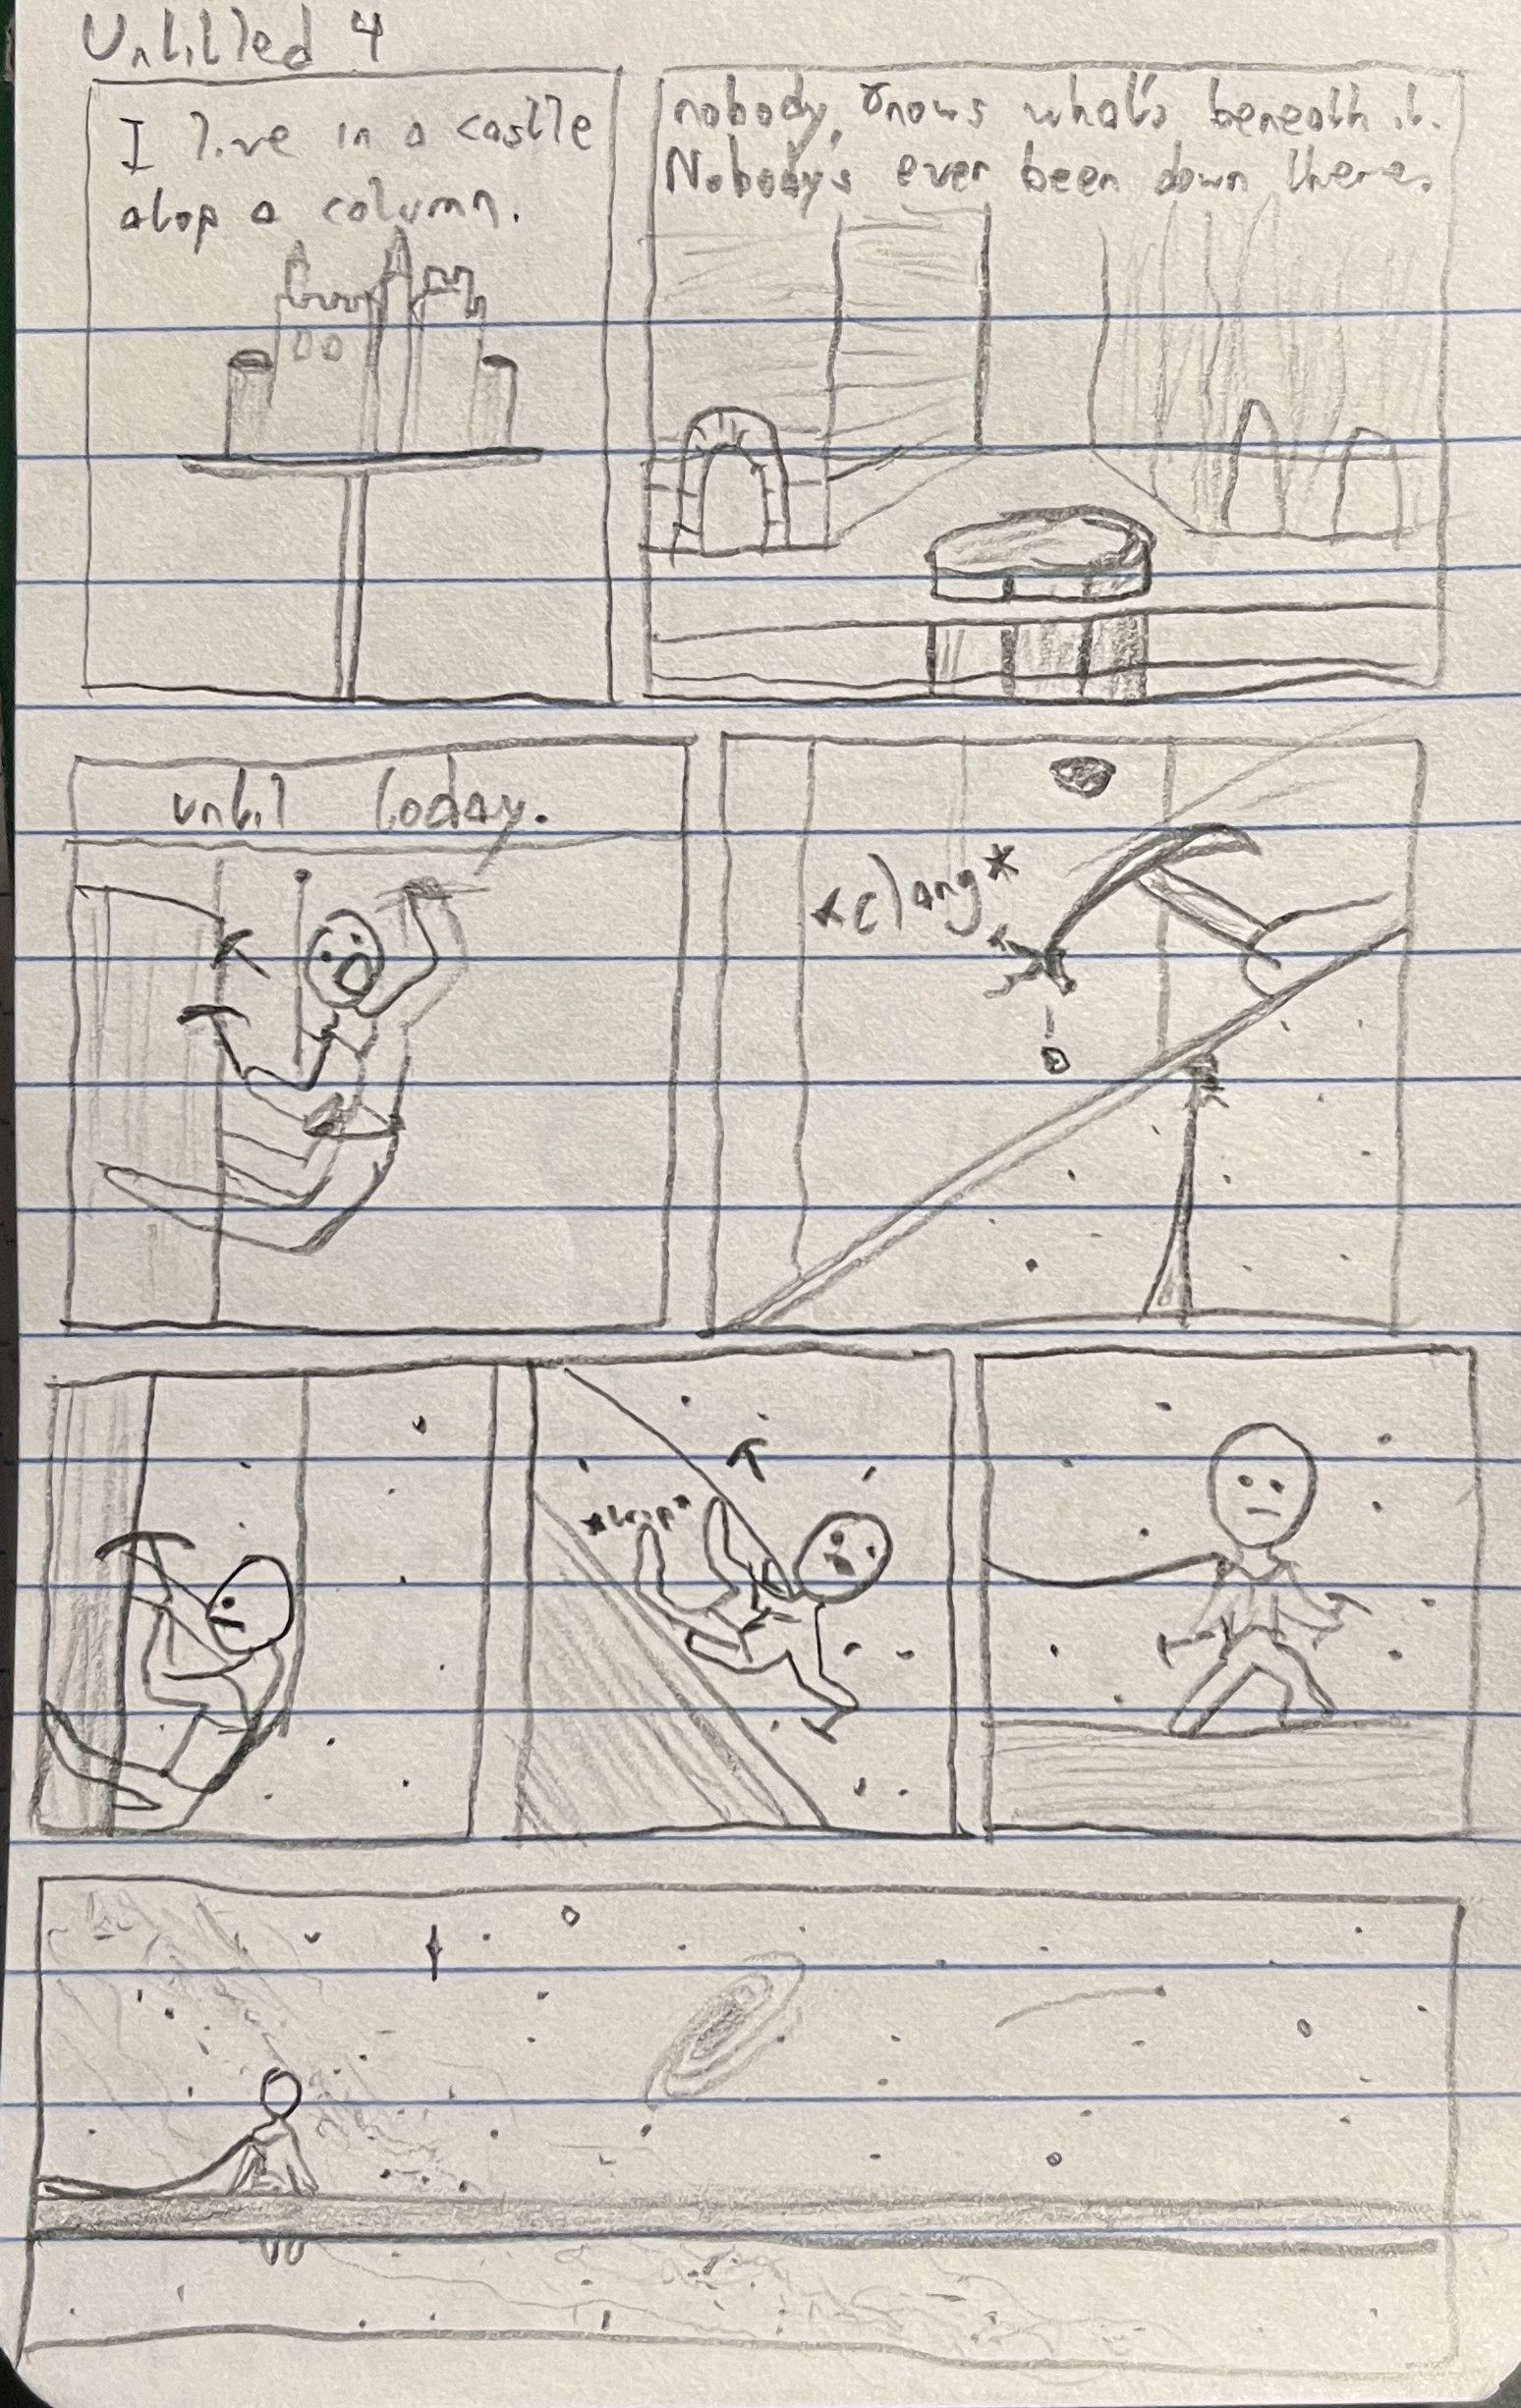 Untitled 4
I live in a castle
atop a column.
nobody knows what's beneath it.
Nobody's ever been down there.
until today.
*clang*